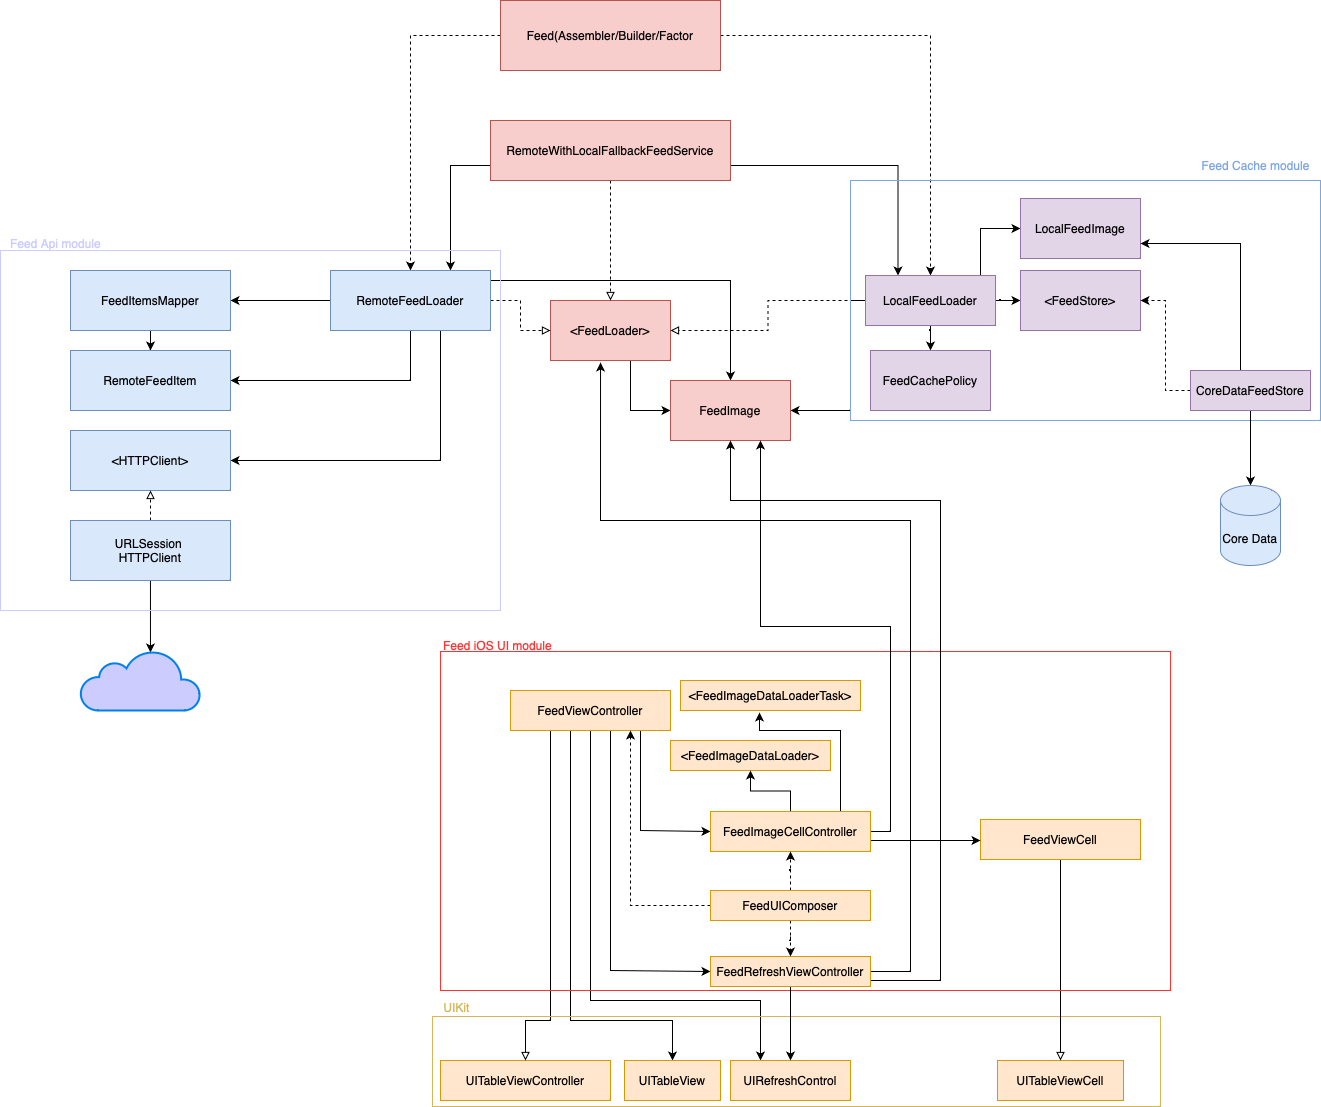 Feed(Assembler/Builder/Factor
RemoteWithLocalFallbackFeedService
Feed Cache module
LocalFeedImage
Feed Api module
FeedItemsMapper
RemoteFeedLoader
LocalFeedLoader
<FeedStore>
<FeedLoader>
RemoteFeedItem
FeedCachePolicy
CoreDataFeedStore
FeedImage
<HTTPClient>
URLSession
HTTPClient
Core Data
Feed iOS UI module
<FeedImageDataLoaderTask>
FeedViewController
<FeedImageDataLoader>
FeedImageCellController
FeedViewCell
FeedUIComposer
FeedRefreshViewController
UIKit
UITableViewController
UITableView
UIRefreshControl
UITableViewCell